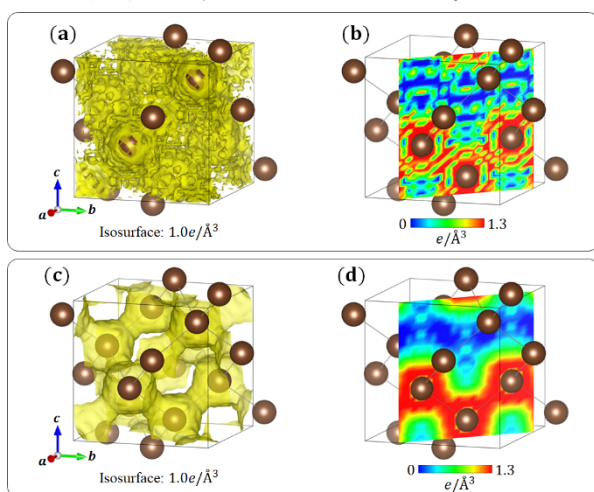 (a)
(b)
c
a
b
Isosurface: 1.0e/Å³
0
1.3
e/Å³
(c)
(d)
c
a
b
Isosurface: 1.0e/Å³
0
1.3
e/Å³